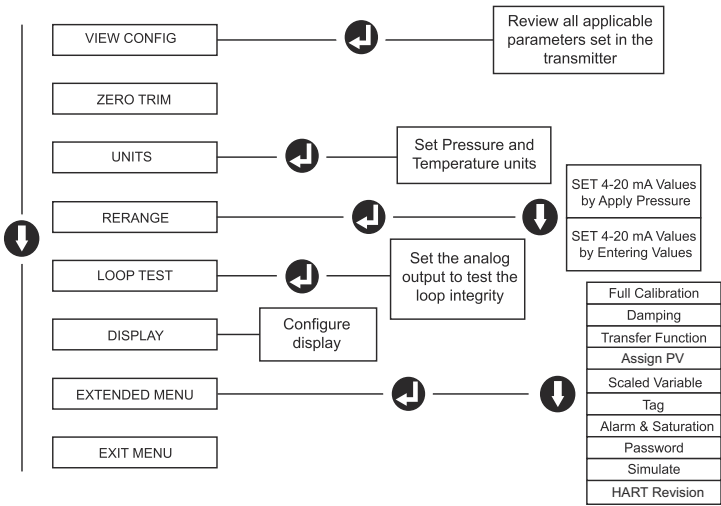 VIEW CONFIG
Review all applicable
parameters set in the
transmitter
ZERO TRIM
UNITS
Set Pressure and
Temperature units
RERANGE
SET 4-20 mA Values
by Apply Pressure
SET 4-20 mA Values
by Entering Values
LOOP TEST
Set the analog
output to test the
loop integrity
DISPLAY
Configure
display
EXTENDED MENU
Full Calibration
Damping
Transfer Function
Assign PV
Scaled Variable
Tag
Alarm & Saturation
Password
Simulate
HART Revision
EXIT MENU